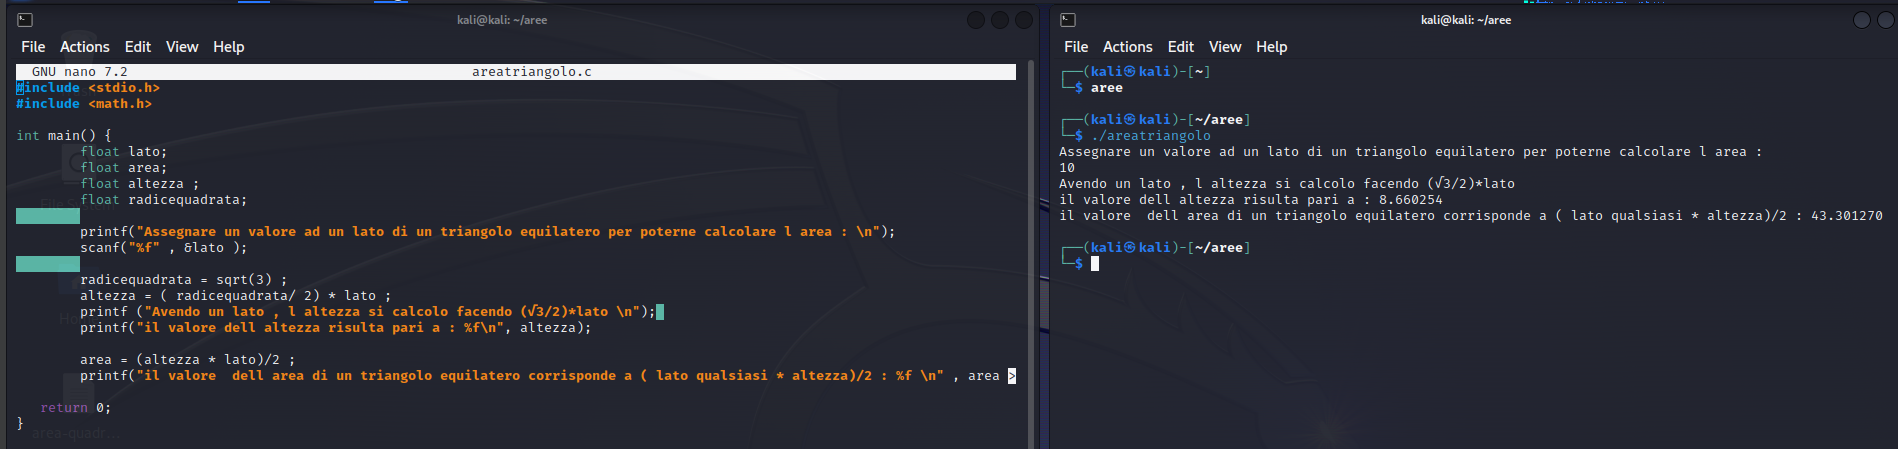 kali@kali: ~/aree
File Actions Edit View Help
GNU nano 7.2 areatriangolo.c
#include <stdio.h>
#include <math.h>
int main() {
float lato;
float area;
float altezza ;
float radicequadrata;
printf("Assegnare un valore ad un lato di un triangolo equilatero per poterne calcolare l area : \n");
scanf("%f" , &lato );
radicequadrata = sqrt(3) ;
altezza = ( radicequadrata/ 2) * lato ;
printf ("Avendo un lato , l altezza si calcolo facendo (√3/2)*lato \n");
printf("il valore dell altezza risulta pari a : %f\n", altezza);
area = (altezza * lato)/2 ;
printf("il valore  dell area di un triangolo equilatero corrisponde a ( lato qualsiasi * altezza)/2 : %f \n" , area >
return 0;
}
area-quadr...
kali@kali: ~/aree
File Actions Edit View Help
┌──(kali㉿kali)-[~]
└─$ aree
┌──(kali㉿kali)-[~/aree]
└─$ ./areatriangolo
Assegnare un valore ad un lato di un triangolo equilatero per poterne calcolare l area :
10
Avendo un lato , l altezza si calcolo facendo (√3/2)*lato
il valore dell altezza risulta pari a : 8.660254
il valore  dell area di un triangolo equilatero corrisponde a ( lato qualsiasi * altezza)/2 : 43.301270
┌──(kali㉿kali)-[~/aree]
└─$